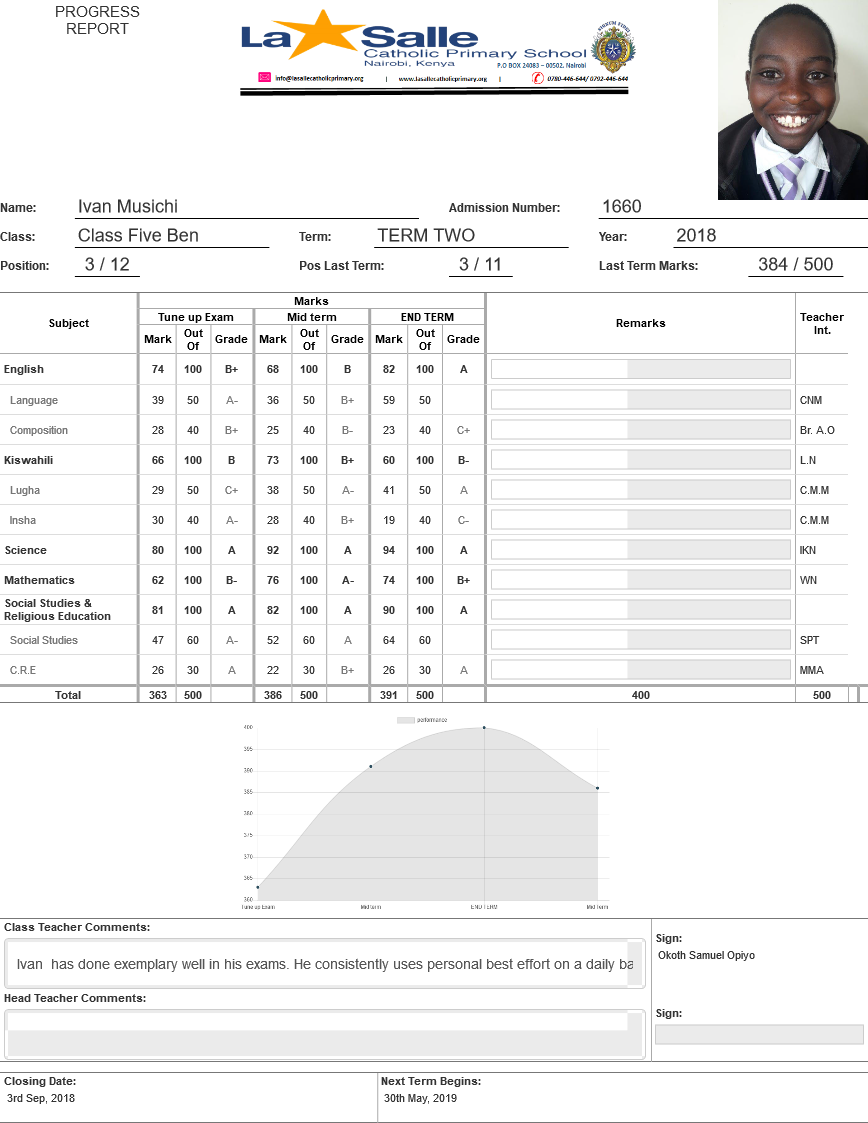 PROGRESS
REPORT
La Salle
Catholic Primary School
Nairobi, Kenya
P.O BOX 24083 – 00502, Nairobi
info@lasallecatholicprimary.org | www.lasallecatholicprimary.org | 0780-446-644/ 0792-446-644
Name: Ivan Musichi Admission Number: 1660
Class: Class Five Ben Term: TERM TWO Year: 2018
Position: 3 / 12 Pos Last Term: 3 / 11 Last Term Marks: 384 / 500
Subject Marks Remarks Teacher Int.
Tune up Exam Mid term END TERM
Mark Out Of Grade Mark Out Of Grade Mark Out Of Grade
English 74 100 B+ 68 100 B 82 100 A
Language 39 50 A- 36 50 B+ 59 50 CNM
Composition 28 40 B+ 25 40 B- 23 40 C+ Br. A.O
Kiswahili 66 100 B 73 100 B+ 60 100 B- L.N
Lugha 29 50 C+ 38 50 A- 41 50 A C.M.M
Insha 30 40 A- 28 40 B+ 19 40 C- C.M.M
Science 80 100 A 92 100 A 94 100 A IKN
Mathematics 62 100 B- 76 100 A- 74 100 B+ WN
Social Studies &
Religious Education 81 100 A 82 100 A 90 100 A
Social Studies 47 60 A- 52 60 A 64 60 SPT
C.R.E 26 30 A 22 30 B+ 26 30 A MMA
Total 363 500 386 500 391 500 400 500
performance
400
395
390
385
380
375
370
365
360
Tune up Exam Mid term END TERM Mid Term
Class Teacher Comments:
Ivan has done exemplary well in his exams. He consistently uses personal best effort on a daily ba
Sign:
Okoth Samuel Opiyo
Head Teacher Comments:
Sign:
Closing Date: Next Term Begins:
3rd Sep, 2018 30th May, 2019